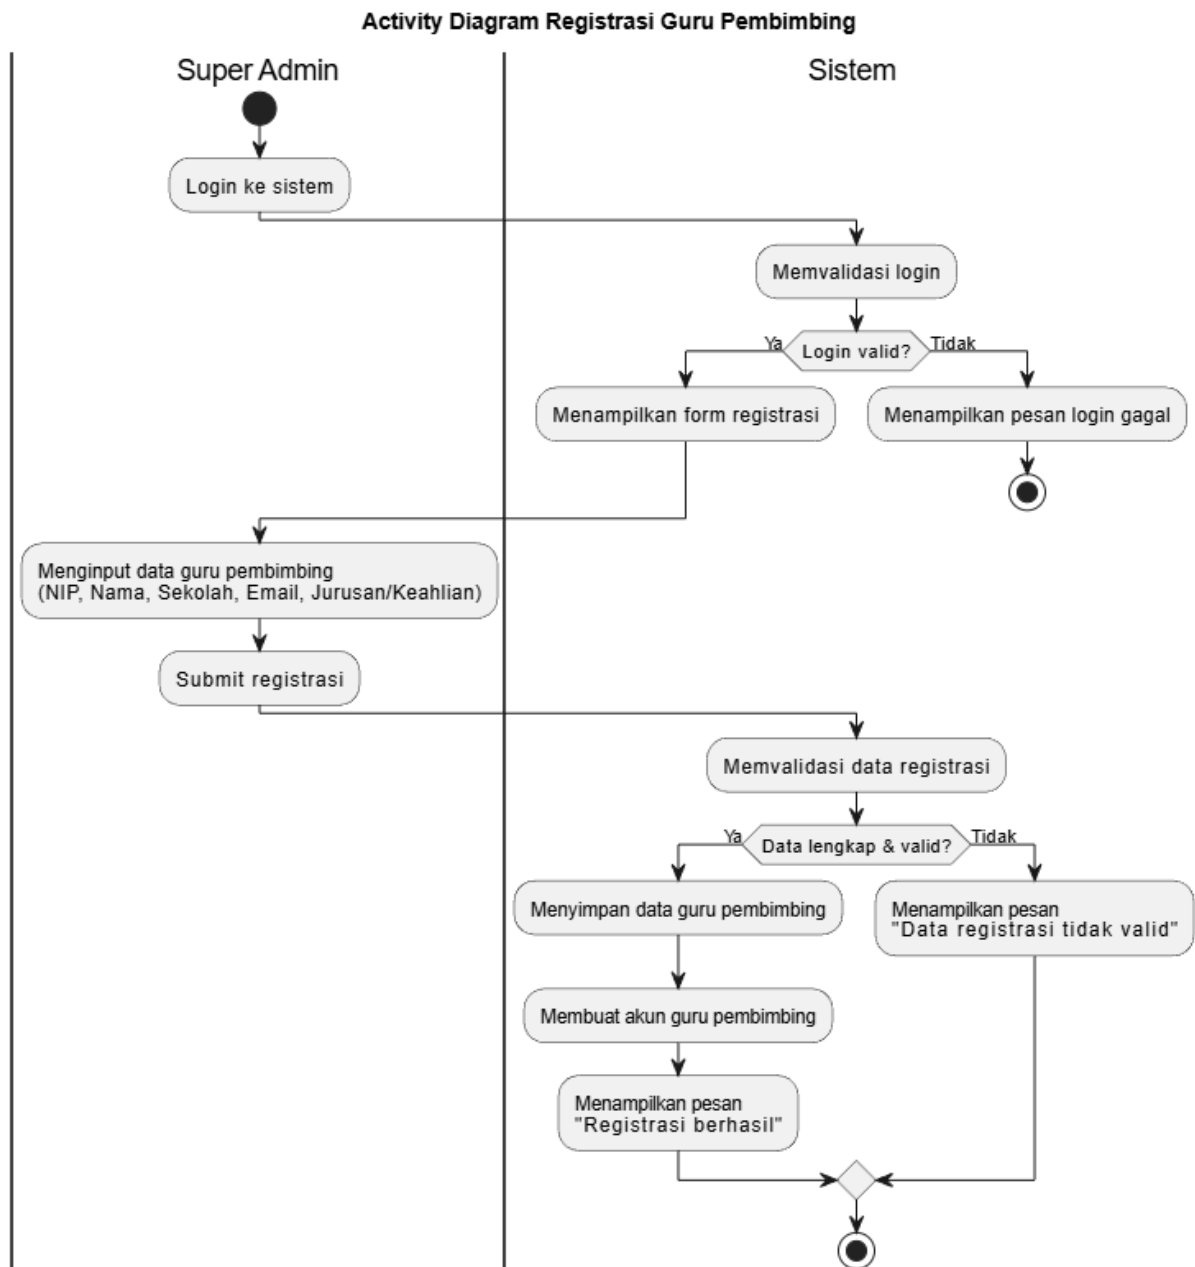 Activity Diagram Registrasi Guru Pembimbing
Super Admin
Sistem
Login ke sistem
Memvalidasi login
Ya
Login valid?
Tidak
Menampilkan form registrasi
Menampilkan pesan login gagal
Menginput data guru pembimbing
(NIP, Nama, Sekolah, Email, Jurusan/Keahlian)
Submit registrasi
Memvalidasi data registrasi
Ya
Data lengkap & valid?
Tidak
Menyimpan data guru pembimbing
Menampilkan pesan
"Data registrasi tidak valid"
Membuat akun guru pembimbing
Menampilkan pesan
"Registrasi berhasil"